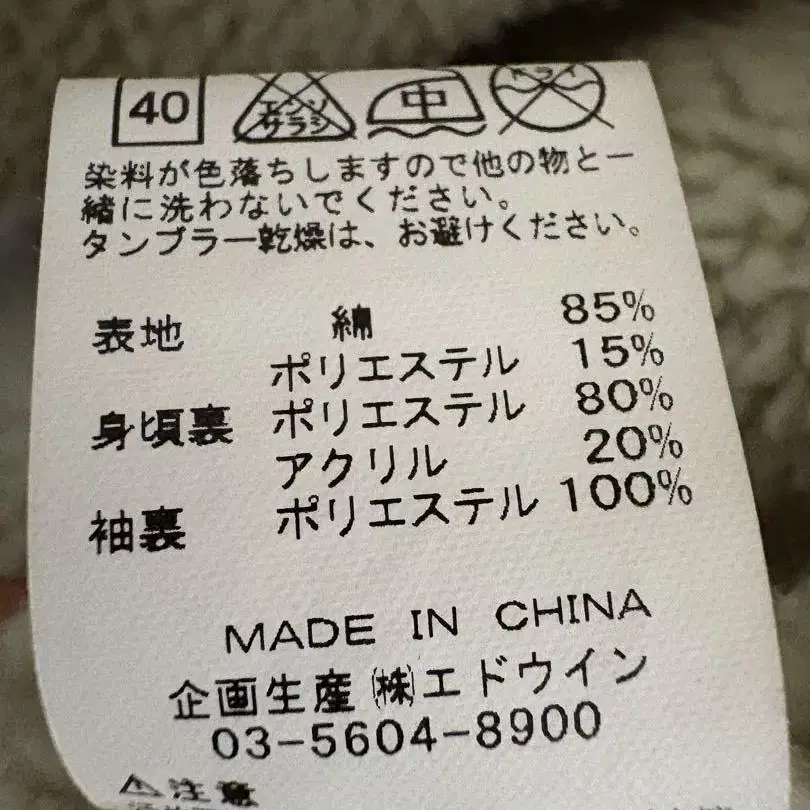 40 エンソサラシ 中 ドライ
染料が色落ちしますので他の物と一
緒に洗わないでください。
タンブラー乾燥は、お避けください。
表地 綿 85%
ポリエステル 15%
身頃裏 ポリエステル 80%
アクリル 20%
袖裏 ポリエステル 100%
MADE IN CHINA
企画生産㈱エドウイン
03-5604-8900
⚠注意